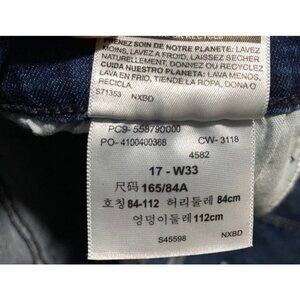 PRENEZ SOIN DE NOTRE PLANETE: LAVEZ
MOINS, LAVEZ A FROID, LAISSEZ SECHER
NATURELLEMENT, DONNEZ OU RECYCLEZ
CUIDA NUESTRO PLANETA: LAVA MENOS,
LAVA EN FRIO, TIENDE LA ROPA, DONA O
RECICLA
S71353 NXBD
PC9- 558790000
PO- 4100400368 CW- 3118
4582
17 - W33
尺码 165/84A
호칭 84-112 허리둘레 84cm
엉덩이둘레 112cm
S45598 NXBD